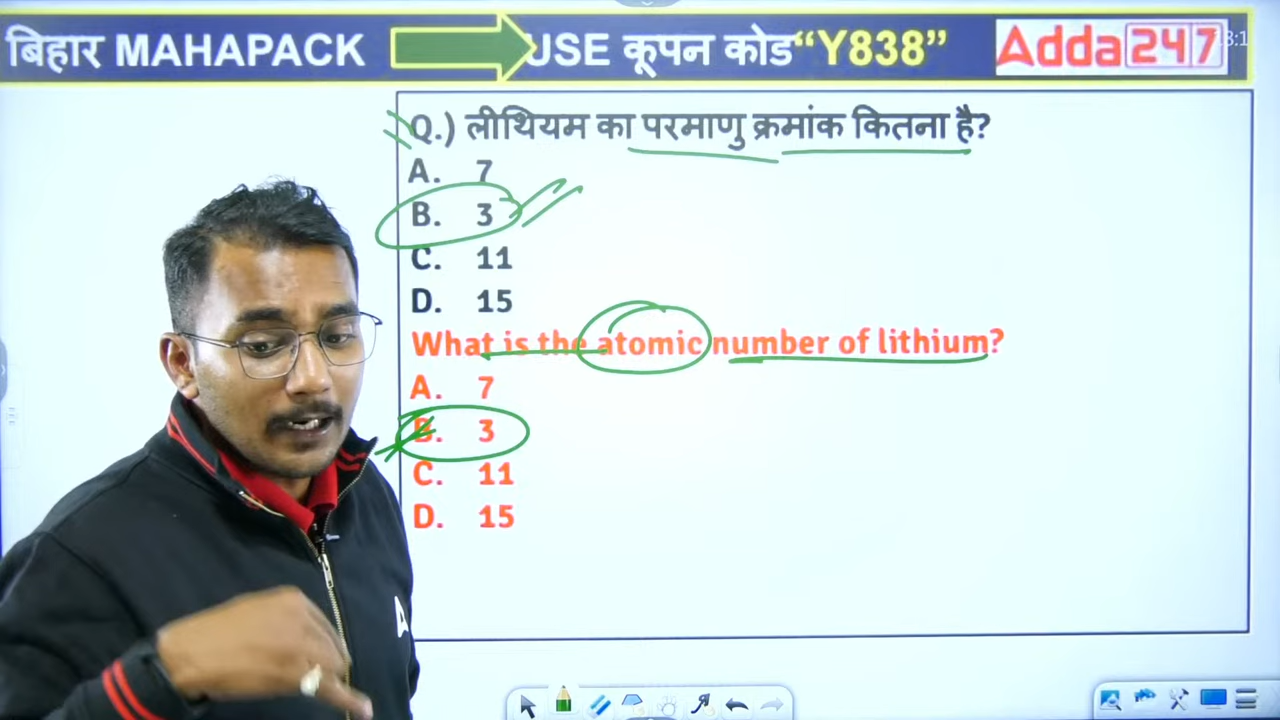 बिहार MAHAPACK USE कूपन कोड “Y838” Adda247
Q.) लीथियम का परमाणु क्रमांक कितना है?
A. 7
B. 3
C. 11
D. 15
What is the atomic number of lithium?
A. 7
B. 3
C. 11
D. 15